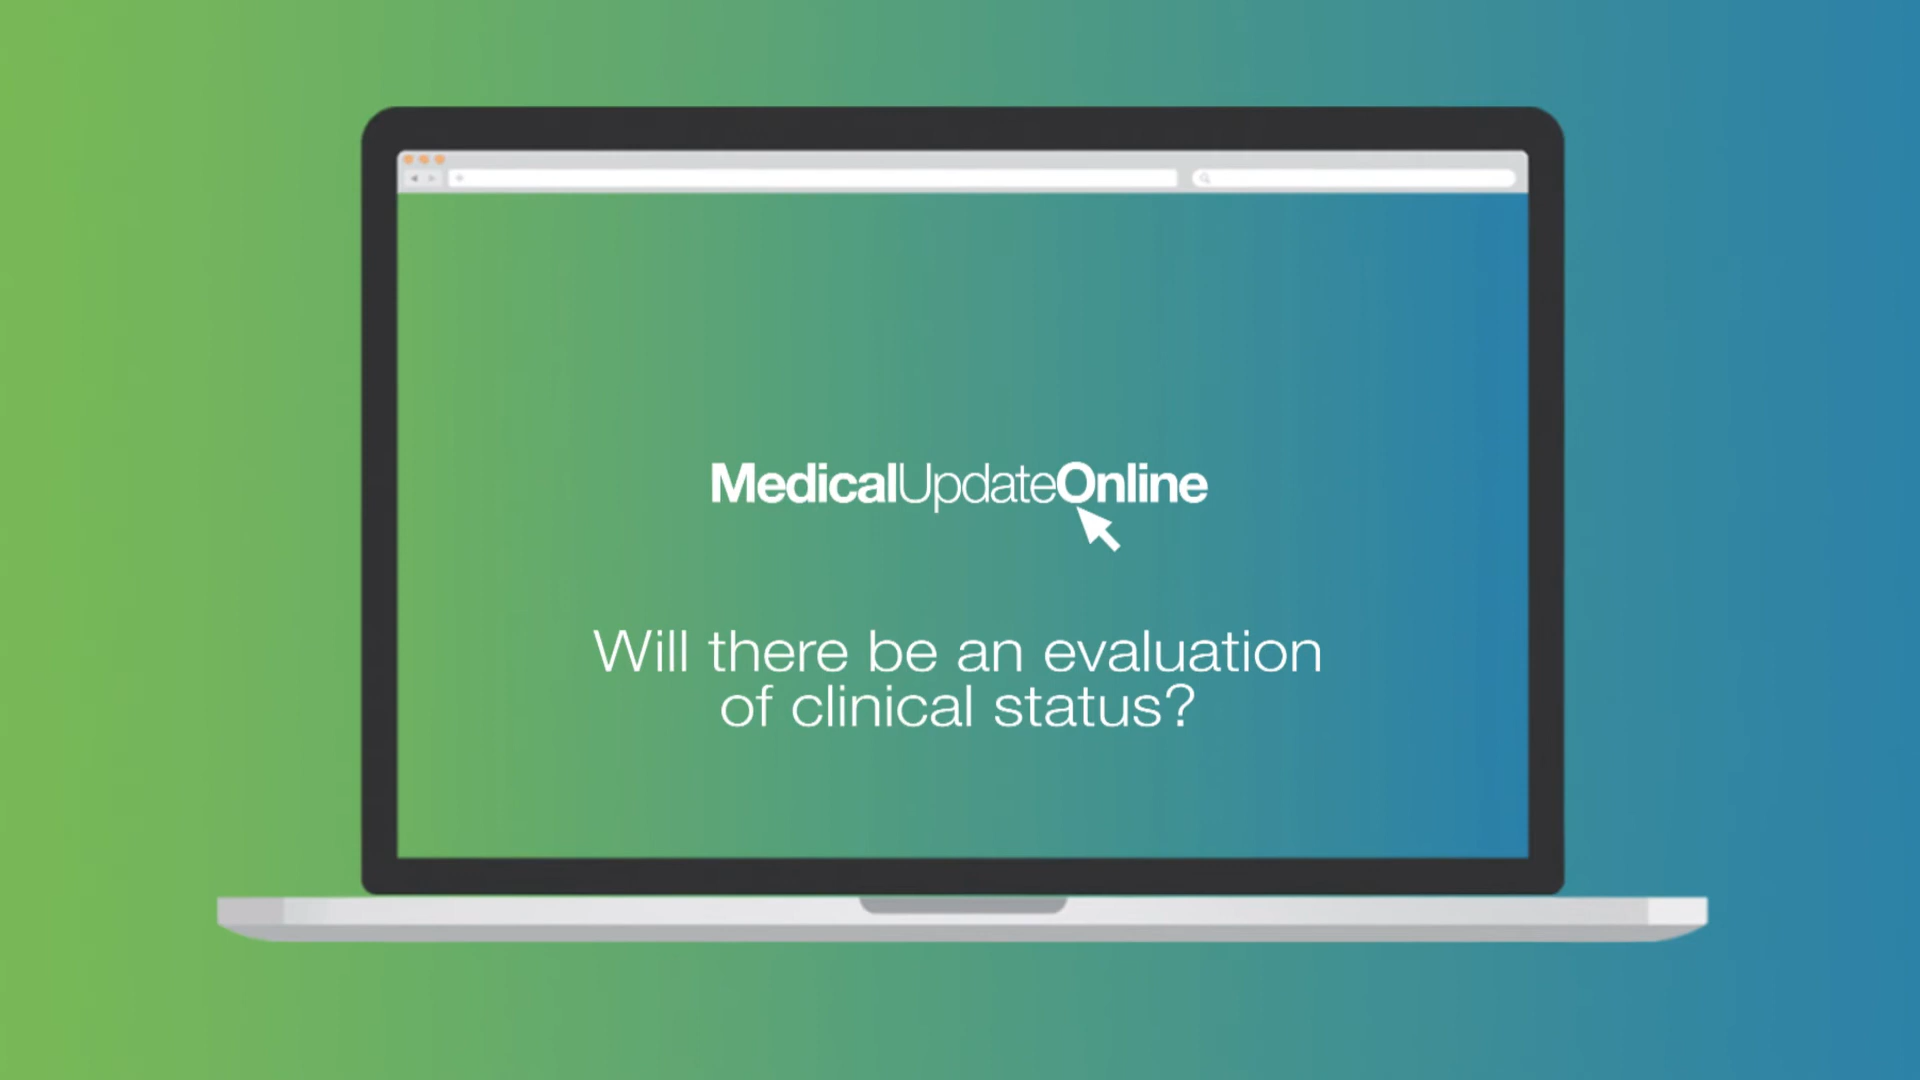 MedicalUpdateOnline
Will there be an evaluation
of clinical status?